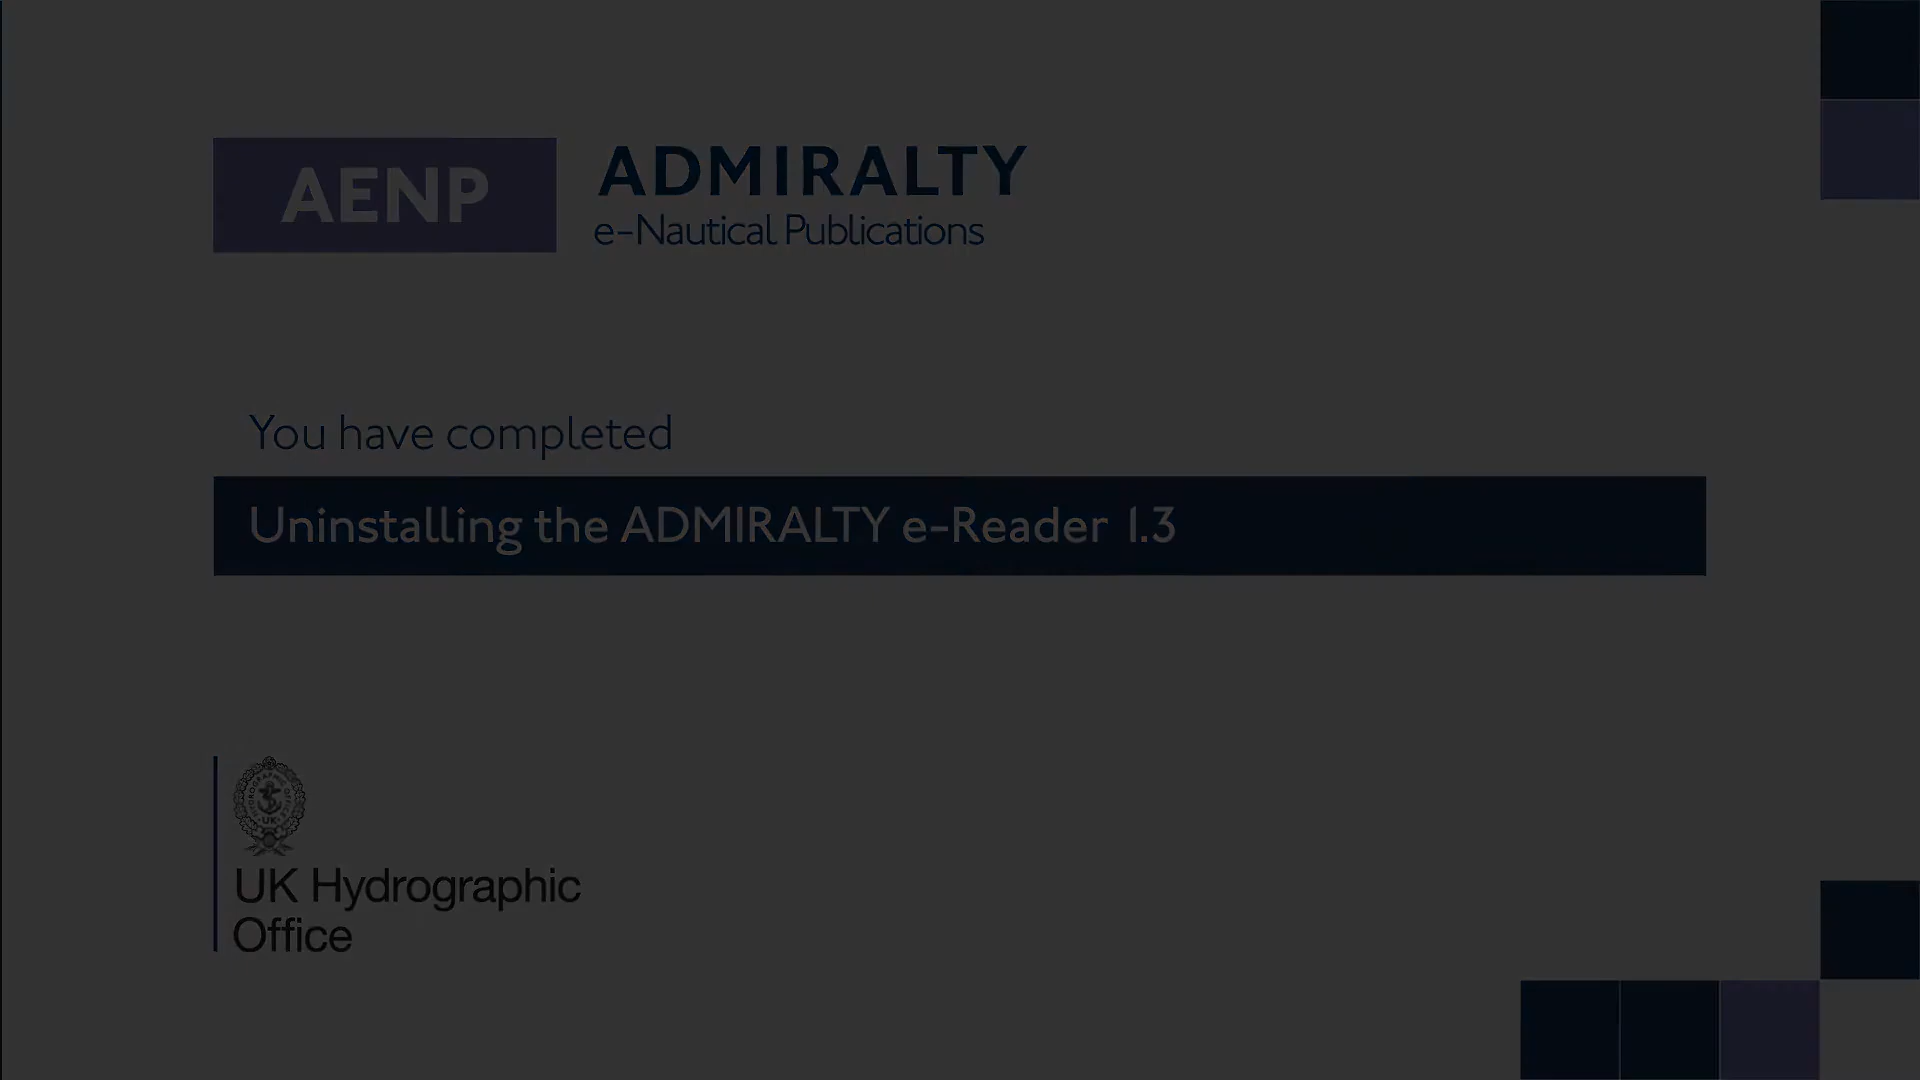 AENP
ADMIRALTY
e-Nautical Publications
You have completed
Uninstalling the ADMIRALTY e-Reader 1.3
UK Hydrographic
Office